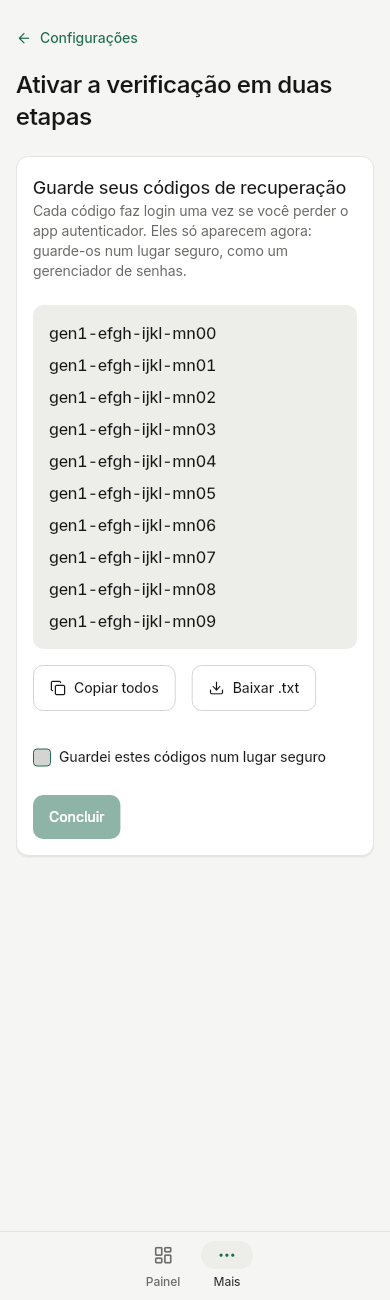 Configurações
Ativar a verificação em duas
etapas
Guarde seus códigos de recuperação
Cada código faz login uma vez se você perder o
app autenticador. Eles só aparecem agora:
guarde-os num lugar seguro, como um
gerenciador de senhas.
gen1-efgh-ijkl-mn00
gen1-efgh-ijkl-mn01
gen1-efgh-ijkl-mn02
gen1-efgh-ijkl-mn03
gen1-efgh-ijkl-mn04
gen1-efgh-ijkl-mn05
gen1-efgh-ijkl-mn06
gen1-efgh-ijkl-mn07
gen1-efgh-ijkl-mn08
gen1-efgh-ijkl-mn09
Copiar todos
Baixar .txt
Guardei estes códigos num lugar seguro
Concluir
Painel
Mais